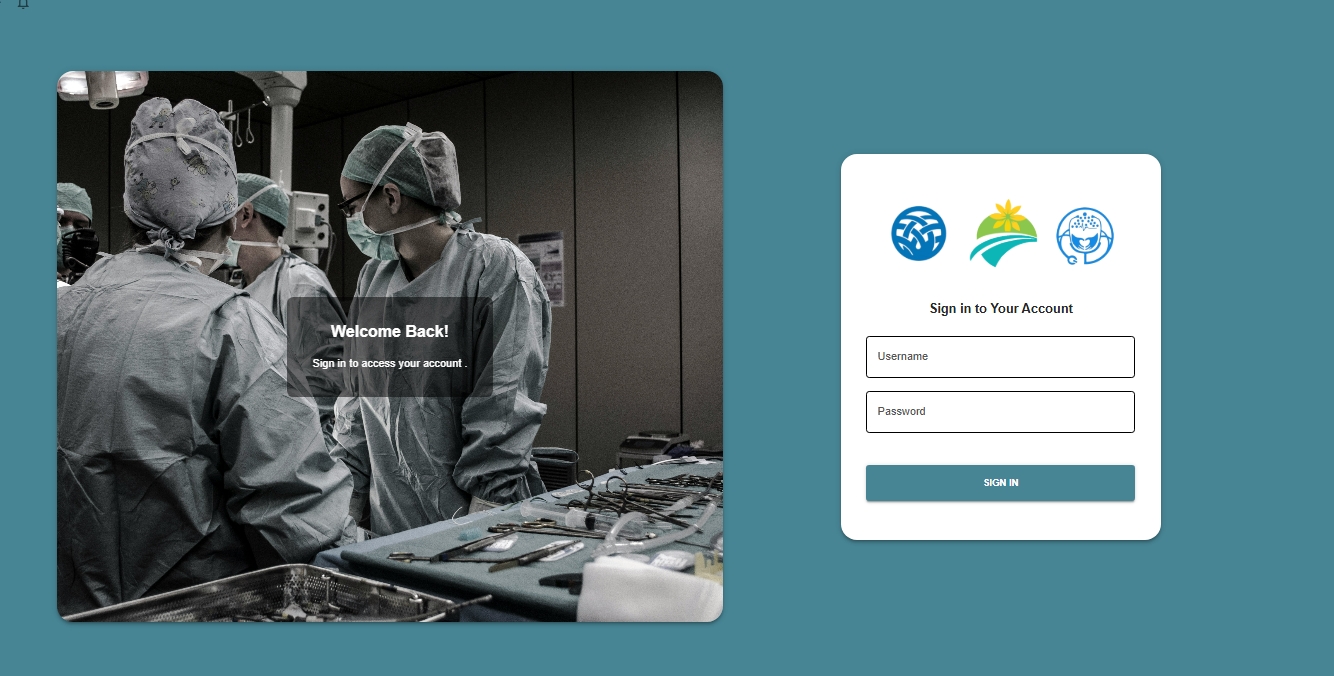 Welcome Back!
Sign in to access your account .
Sign in to Your Account
Username
Password
SIGN IN